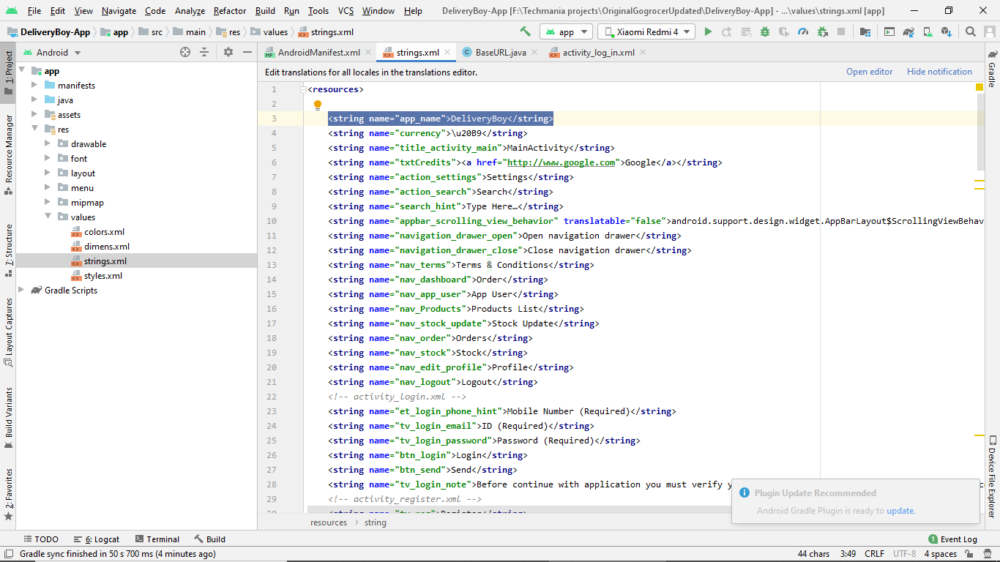 File Edit View Navigate Code Analyze Refactor Build Run Tools VCS Window Help DeliveryBoy-App [F:\Techmania projects\OriginalGogrocerUpdated\DeliveryBoy-App] - ...\values\strings.xml [app]
DeliveryBoy-App app src main res values strings.xml app Xiaomi Redmi 4
1: Project
Resource Manager
7: Structure
Layout Captures
Build Variants
2: Favorites
Android
app
manifests
java
assets
res
drawable
font
layout
menu
mipmap
values
colors.xml
dimens.xml
strings.xml
styles.xml
Gradle Scripts
AndroidManifest.xml strings.xml BaseURL.java activity_log_in.xml
Edit translations for all locales in the translations editor. Open editor Hide notification
1 <resources>
2
3 <string name="app_name">DeliveryBoy</string>
4 <string name="currency">\u20B9</string>
5 <string name="title_activity_main">MainActivity</string>
6 <string name="txtCredits"><a href="http://www.google.com">Google</a></string>
7 <string name="action_settings">Settings</string>
8 <string name="action_search">Search</string>
9 <string name="search_hint">Type Here…</string>
10 <string name="appbar_scrolling_view_behavior" translatable="false">android.support.design.widget.AppBarLayout$ScrollingViewBehav
11 <string name="navigation_drawer_open">Open navigation drawer</string>
12 <string name="navigation_drawer_close">Close navigation drawer</string>
13 <string name="nav_terms">Terms & Conditions</string>
14 <string name="nav_dashboard">Order</string>
15 <string name="nav_app_user">App User</string>
16 <string name="nav_Products">Products List</string>
17 <string name="nav_stock_update">Stock Update</string>
18 <string name="nav_order">Orders</string>
19 <string name="nav_stock">Stock</string>
20 <string name="nav_edit_profile">Profile</string>
21 <string name="nav_logout">Logout</string>
22 <!-- activity_login.xml -->
23 <string name="et_login_phone_hint">Mobile Number (Required)</string>
24 <string name="tv_login_email">ID (Required)</string>
25 <string name="tv_login_password">Password (Required)</string>
26 <string name="btn_login">Login</string>
27 <string name="btn_send">Send</string>
28 <string name="tv_login_note">Before continue with application you must verify y
29 <!-- activity_register.xml -->
Gradle
Device File Explorer
Plugin Update Recommended
Android Gradle Plugin is ready to update.
resources › string
TODO 6: Logcat Terminal Build 1 Event Log
Gradle sync finished in 50 s 700 ms (4 minutes ago) 44 chars 3:49 CRLF UTF-8 4 spaces